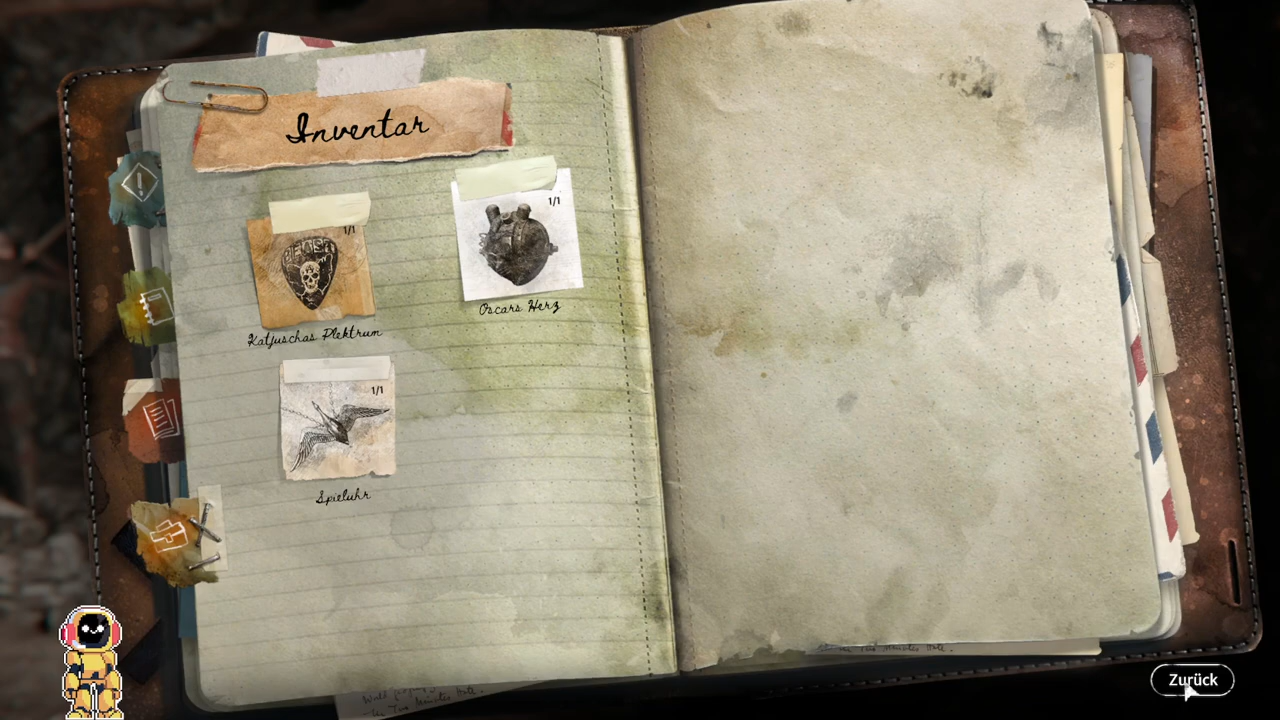 Inventar
1/1
1/1
Katjuschas Plektrum
Oscars Herz
1/1
Spieluhr
Zurück